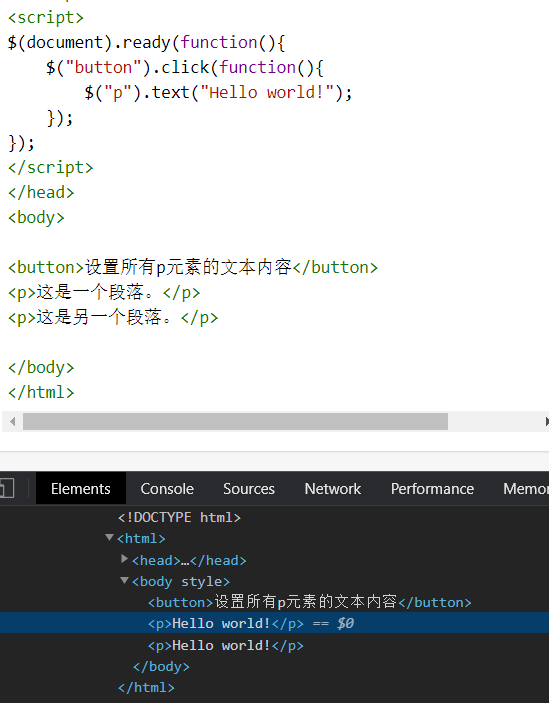 <script>
$(document).ready(function(){
    $("button").click(function(){
        $("p").text("Hello world!");
    });
});
</script>
</head>
<body>
<button>设置所有p元素的文本内容</button>
<p>这是一个段落。</p>
<p>这是另一个段落。</p>
</body>
</html>
Elements Console Sources Network Performance Memor
<!DOCTYPE html>
<html>
<head>…</head>
<body style>
<button>设置所有p元素的文本内容</button>
<p>Hello world!</p> == $0
<p>Hello world!</p>
</body>
</html>